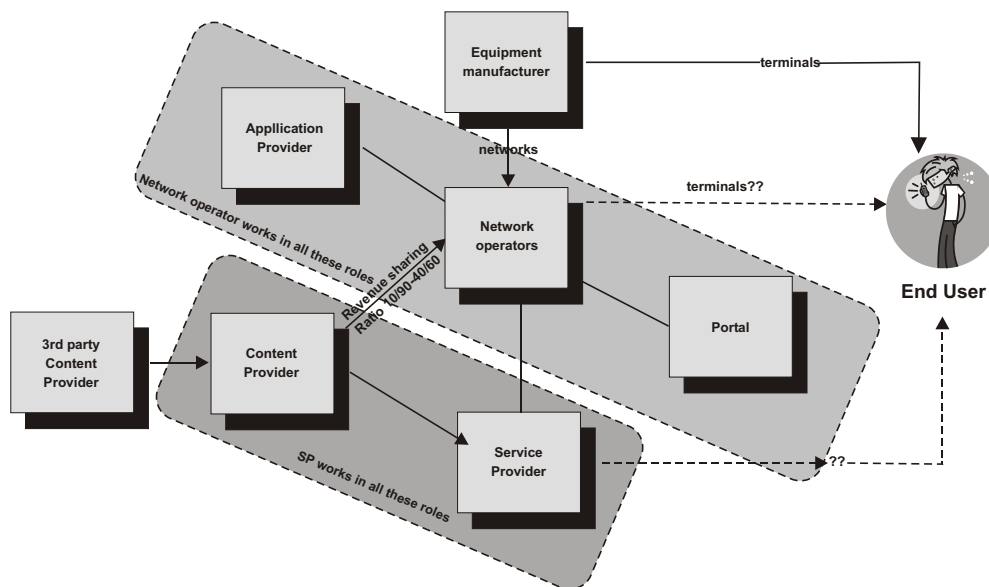 Equipment
manufacturer
terminals
Appllication
Provider
networks
Network operator works in all these roles
Network
operators
terminals??
End User
Revenue sharing
Ratio 10/90-40/60
Portal
3rd party
Content
Provider
Content
Provider
Service
Provider
??
SP works in all these roles